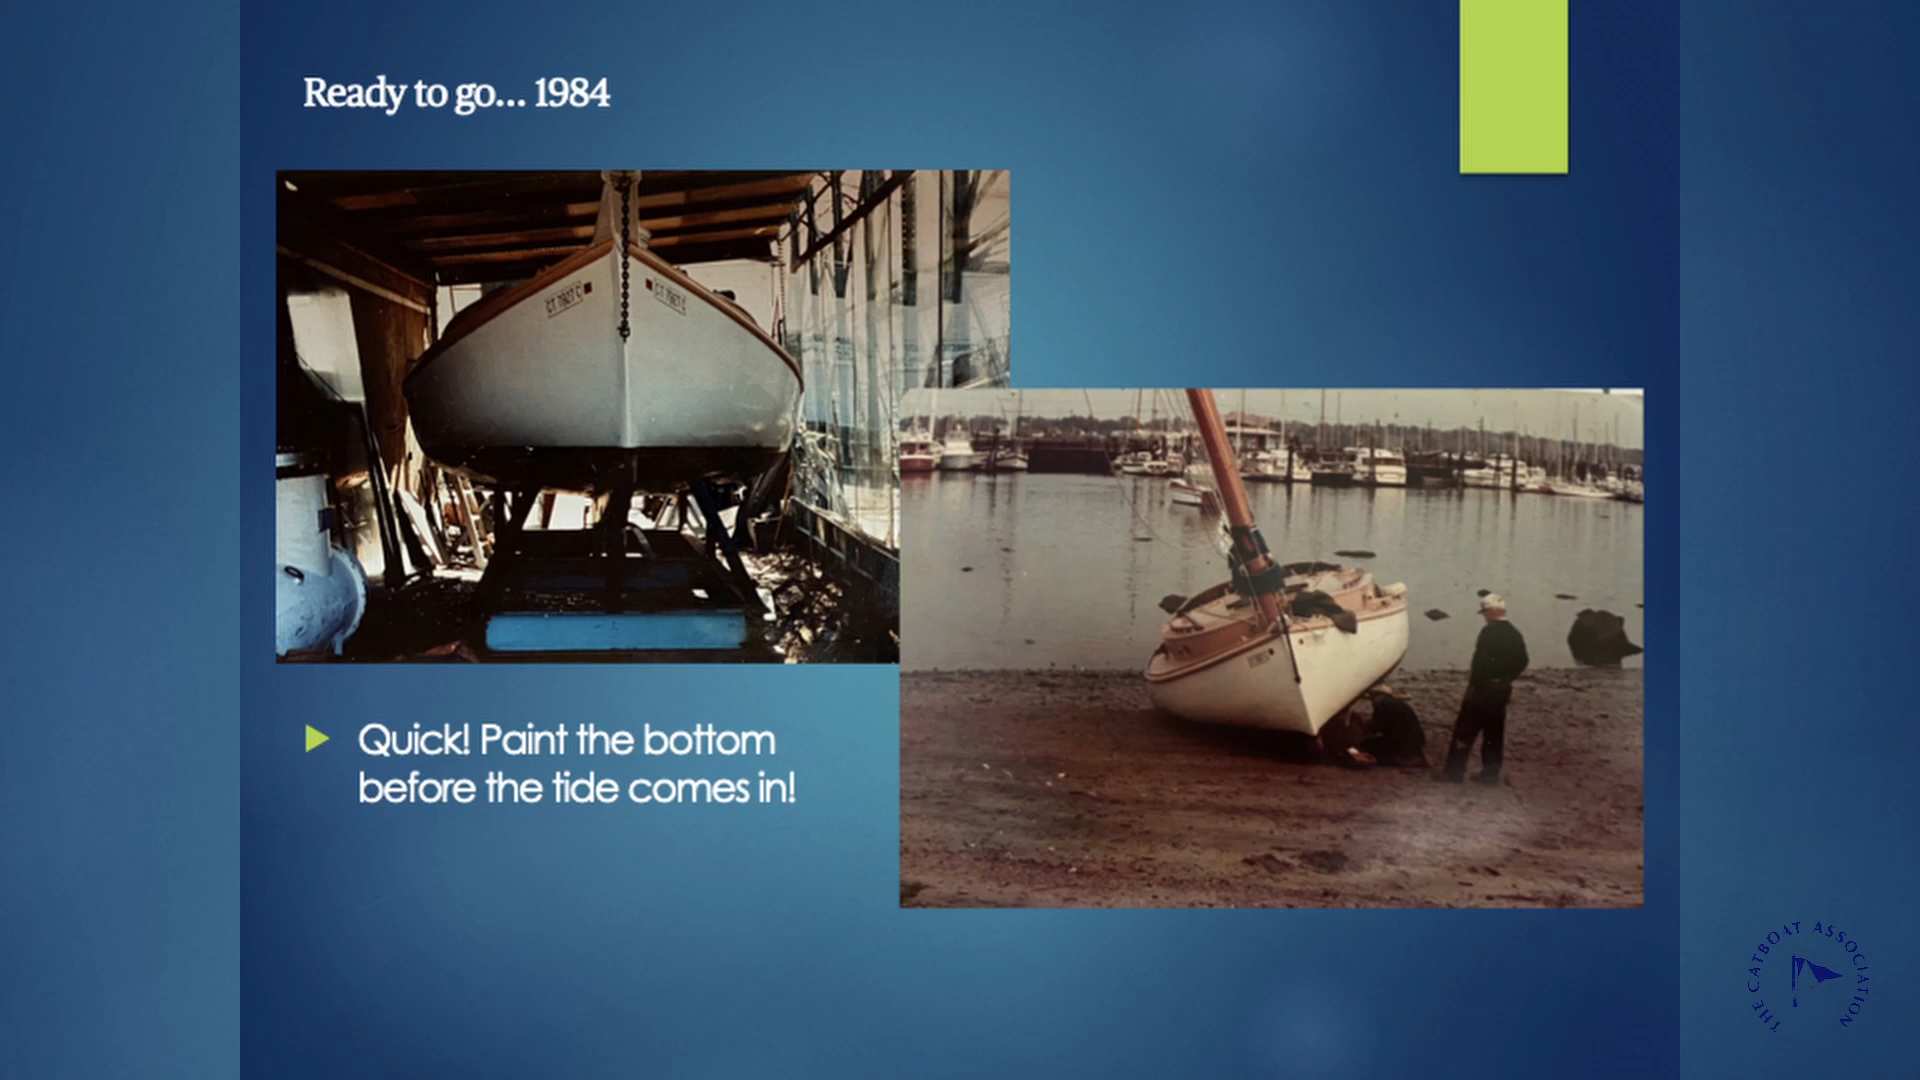 Ready to go... 1984
Quick! Paint the bottom
before the tide comes in!
THE CATBOAT ASSOCIATION